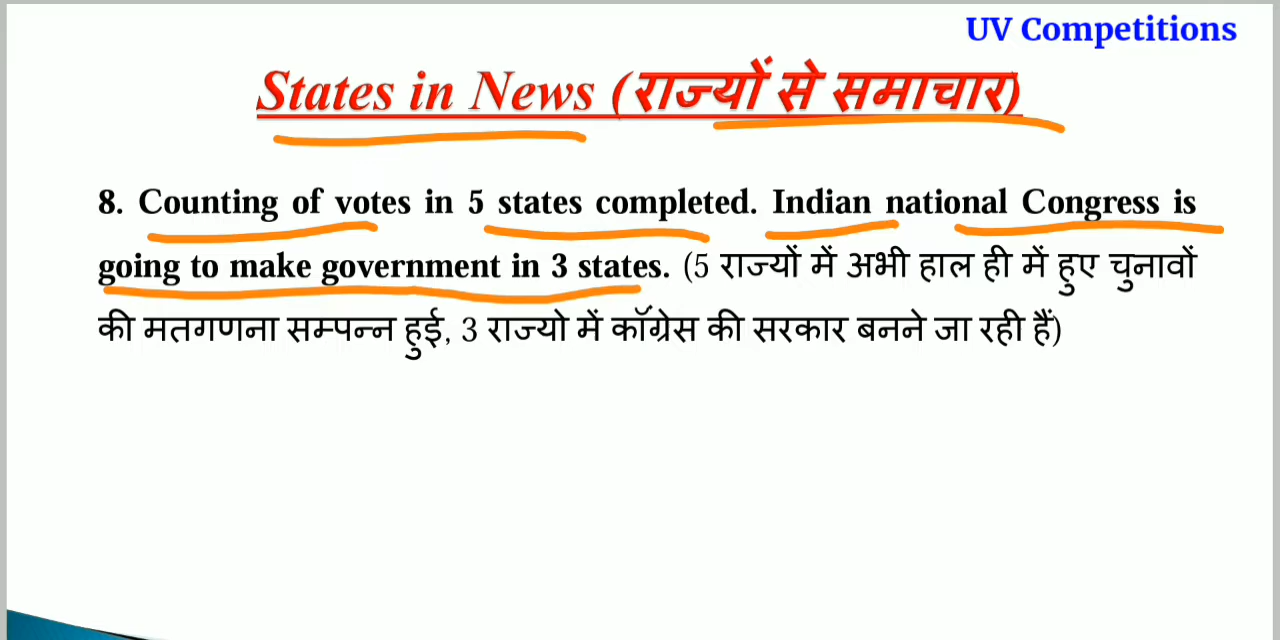 UV Competitions
States in News (राज्यों से समाचार)
8. Counting of votes in 5 states completed. Indian national Congress is
going to make government in 3 states. (5 राज्यों में अभी हाल ही में हुए चुनावों
की मतगणना सम्पन्न हुई, 3 राज्यो में कॉग्रेस की सरकार बनने जा रही हैं)